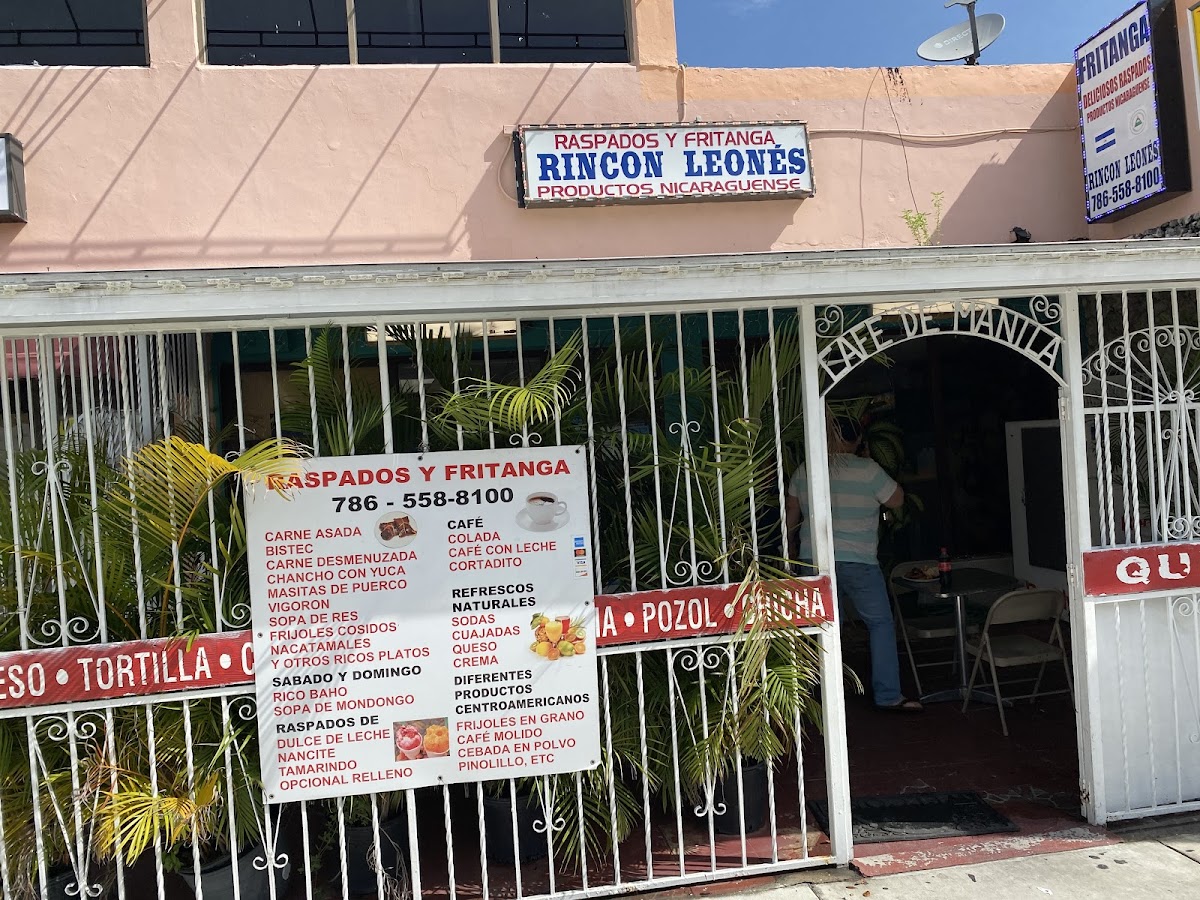 RASPADOS Y FRITANGA
RINCON LEONÉS
PRODUCTOS NICARAGUENSE
FRITANGA
DELICIOSOS RASPADOS
PRODUCTOS NICARAGUENSE
RINCON LEONÉS
786-558-8100
CAFE DE MANUA
RASPADOS Y FRITANGA
786 - 558-8100
CARNE ASADA
BISTEC
CARNE DESMENUZADA
CHANCHO CON YUCA
MASITAS DE PUERCO
VIGORON
SOPA DE RES
FRIJOLES COSIDOS
NACATAMALES
Y OTROS RICOS PLATOS
SABADO Y DOMINGO
RICO BAHO
SOPA DE MONDONGO
RASPADOS DE
DULCE DE LECHE
NANCITE
TAMARINDO
OPCIONAL RELLENO
CAFÉ
COLADA
CAFÉ CON LECHE
CORTADITO
REFRESCOS
NATURALES
SODAS
CUAJADAS
QUESO
CREMA
DIFERENTES
PRODUCTOS
CENTROAMERICANOS
FRIJOLES EN GRANO
CAFÉ MOLIDO
CEBADA EN POLVO
PINOLILLO, ETC
ESO • TORTILLA • C
A • POZOL • CHICHA
QU